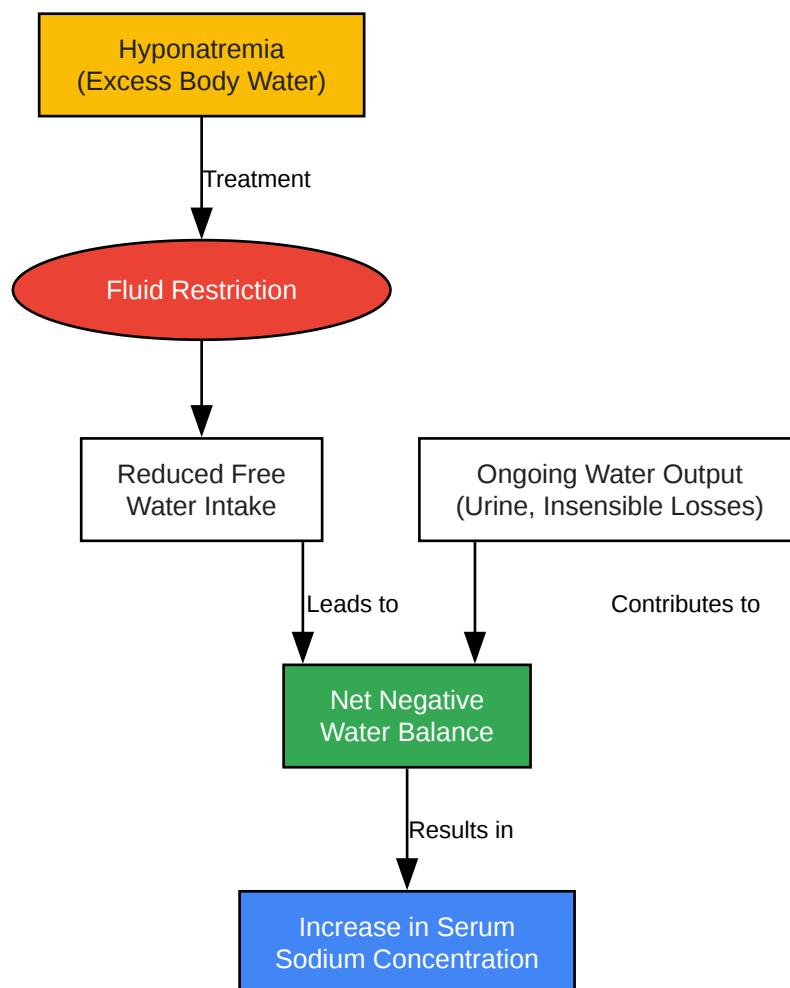 Hyponatremia
(Excess Body Water)
Treatment
Fluid Restriction
Reduced Free
Water Intake
Ongoing Water Output
(Urine, Insensible Losses)
Leads to
Contributes to
Net Negative
Water Balance
Results in
Increase in Serum
Sodium Concentration